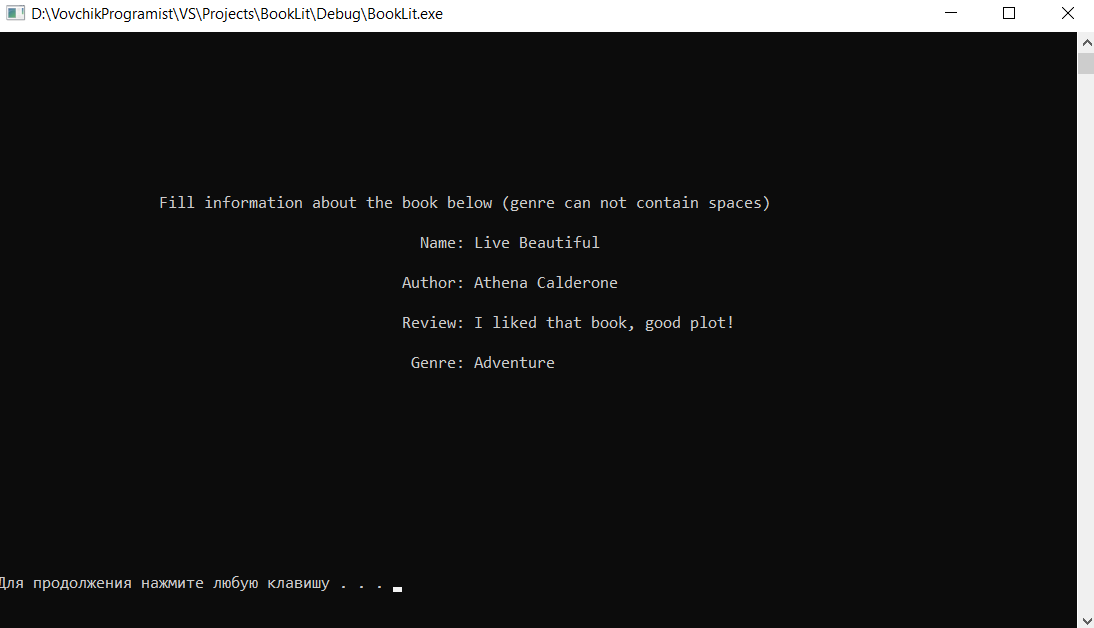 D:\VovchikProgramist\VS\Projects\BookLit\Debug\BookLit.exe
Fill information about the book below (genre can not contain spaces)
Name: Live Beautiful
Author: Athena Calderone
Review: I liked that book, good plot!
Genre: Adventure
Для продолжения нажмите любую клавишу . . .